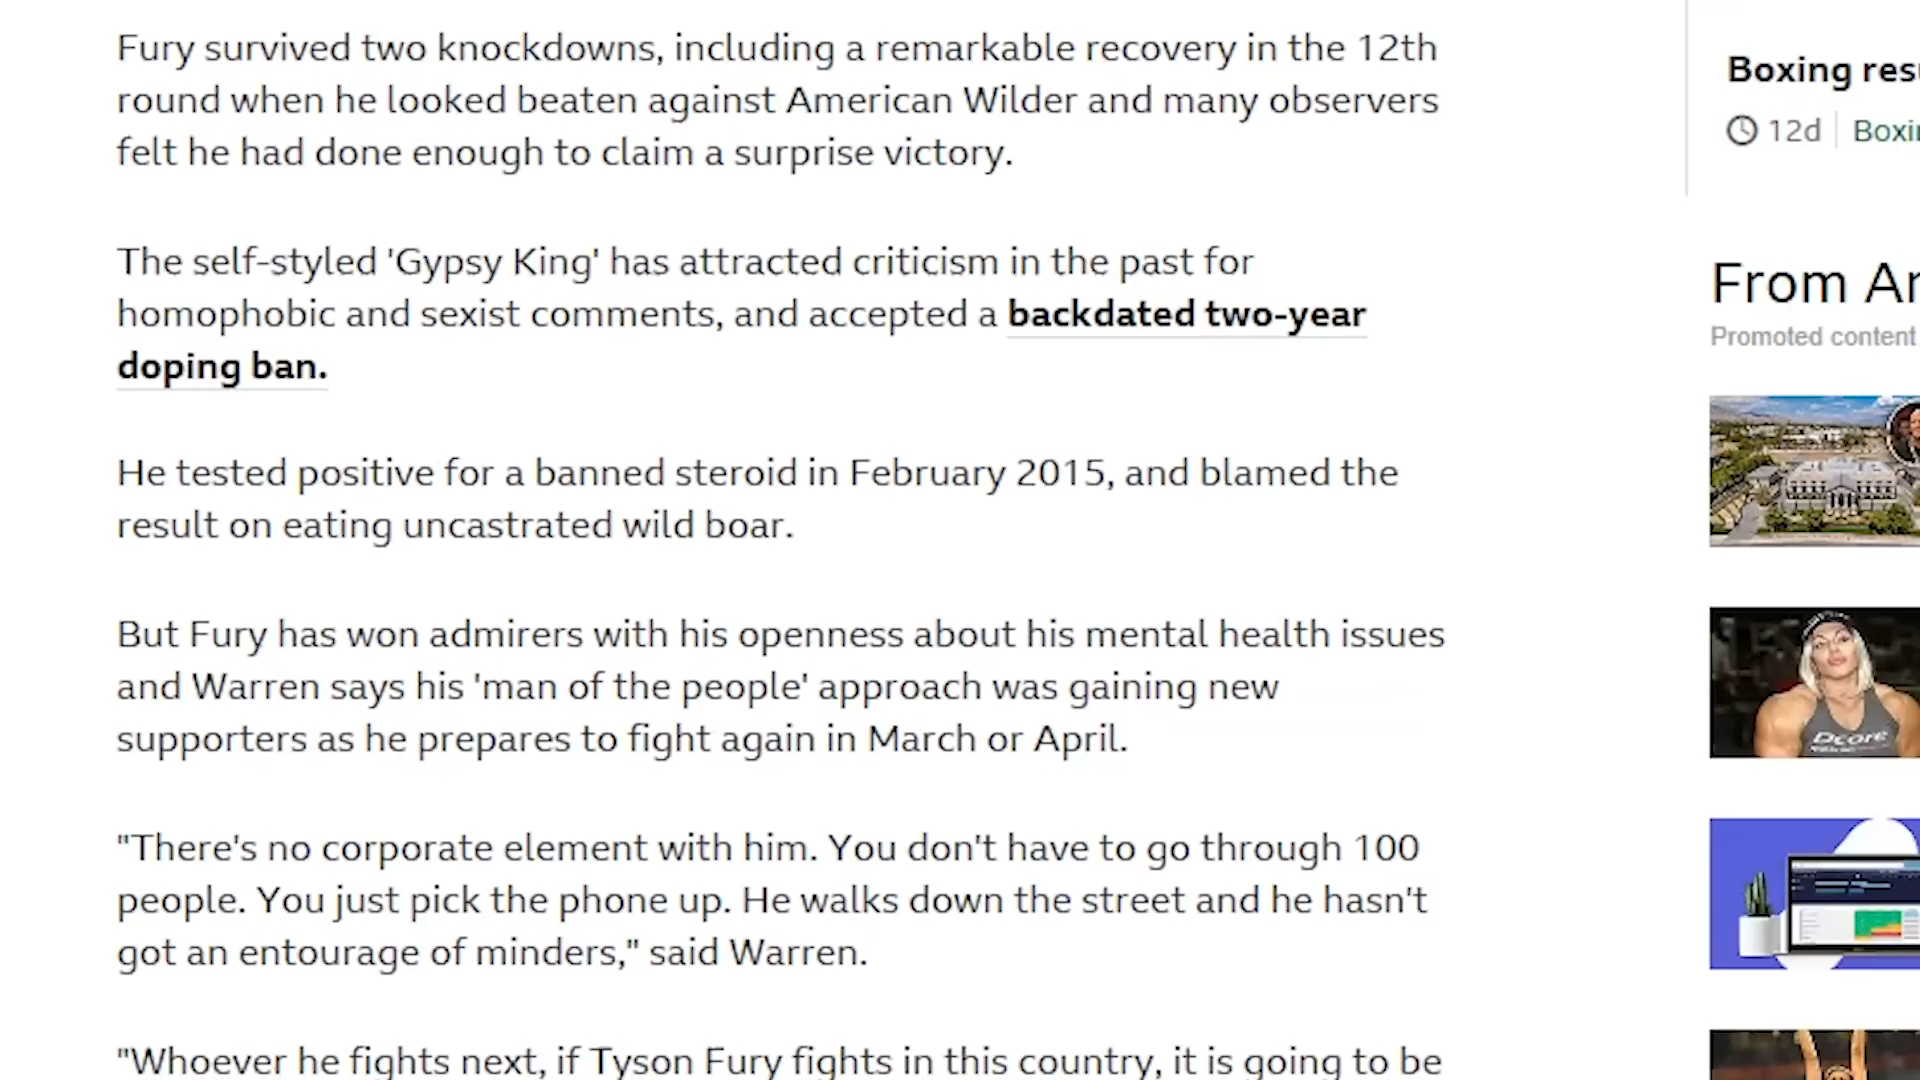 Fury survived two knockdowns, including a remarkable recovery in the 12th
round when he looked beaten against American Wilder and many observers
felt he had done enough to claim a surprise victory.
The self-styled 'Gypsy King' has attracted criticism in the past for
homophobic and sexist comments, and accepted a backdated two-year
doping ban.
He tested positive for a banned steroid in February 2015, and blamed the
result on eating uncastrated wild boar.
But Fury has won admirers with his openness about his mental health issues
and Warren says his 'man of the people' approach was gaining new
supporters as he prepares to fight again in March or April.
"There's no corporate element with him. You don't have to go through 100
people. You just pick the phone up. He walks down the street and he hasn't
got an entourage of minders," said Warren.
"Whoever he fights next, if Tyson Fury fights in this country, it is going to be
Boxing
12d
From
Promoted content
Dcore